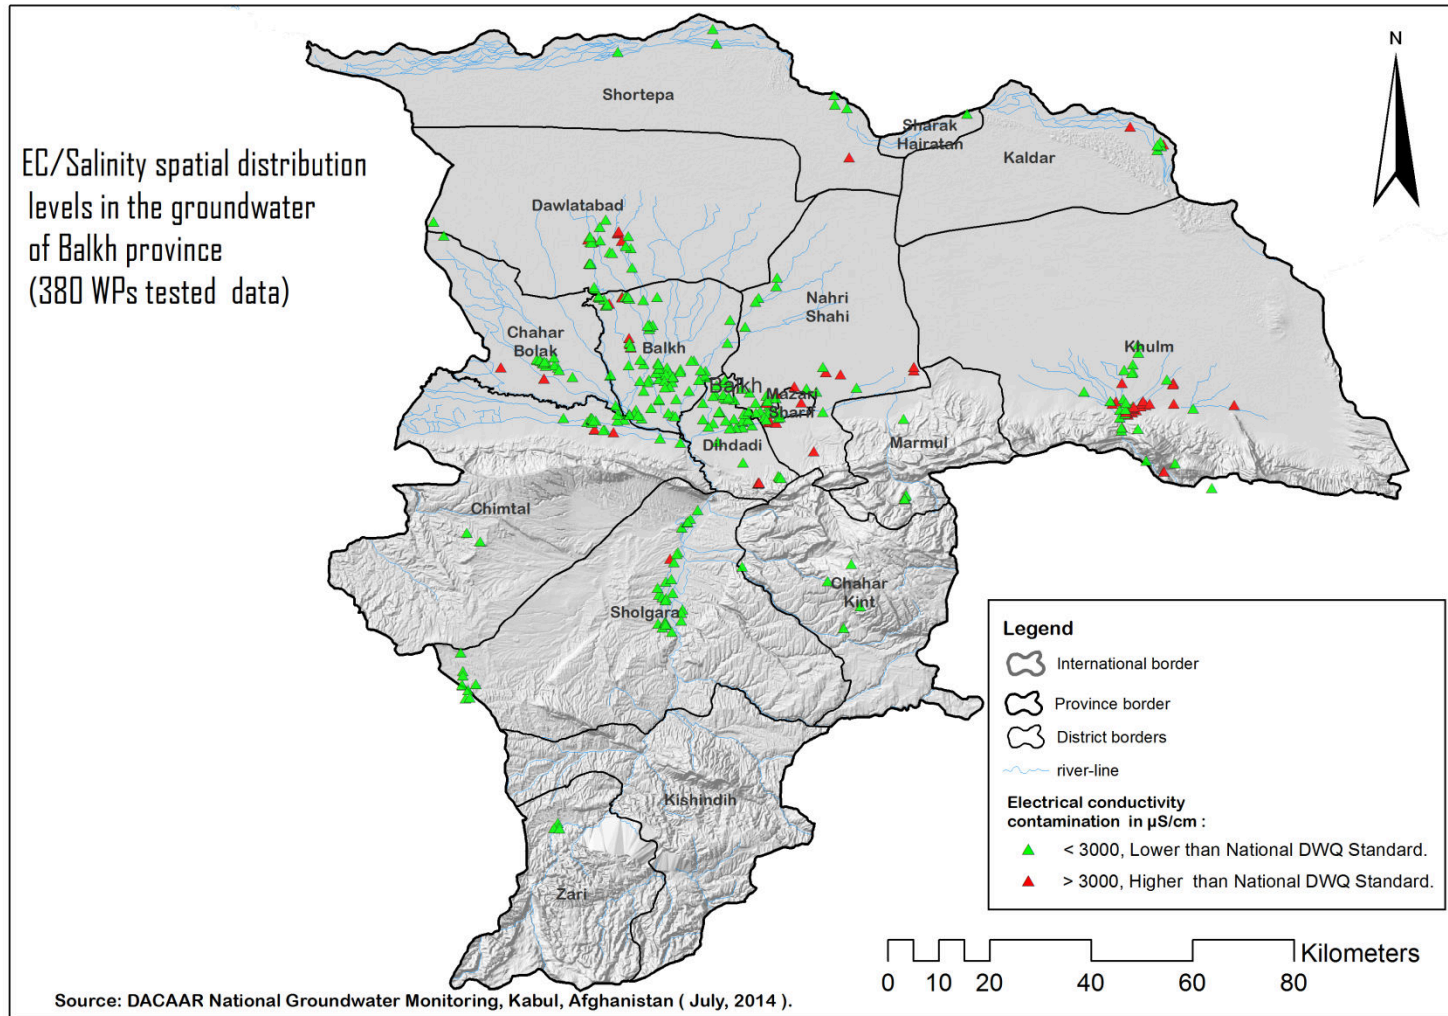 EC/Salinity spatial distribution
levels in the groundwater
of Balkh province
(380 WPs tested data)
N
Shortepa
Sharak
Hairatan
Kaldar
Dawlatabad
Nahri
Shahi
Chahar
Bolak
Balkh
Khulm
Balkh
Mazari
Sharif
Dihdadi
Marmul
Chimtal
Chahar
Kint
Sholgara
Kishindih
Zari
Legend
International border
Province border
District borders
river-line
Electrical conductivity
contamination in µS/cm :
< 3000, Lower than National DWQ Standard.
> 3000, Higher than National DWQ Standard.
Kilometers
0 10 20 40 60 80
Source: DACAAR National Groundwater Monitoring, Kabul, Afghanistan ( July, 2014 ).